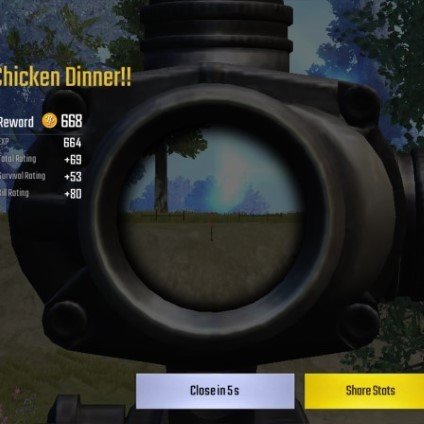 Chicken Dinner!!
Reward 668
EXP 664
Total Rating +69
Survival Rating +53
Kill Rating +80
Close in 5 s
Share Stats